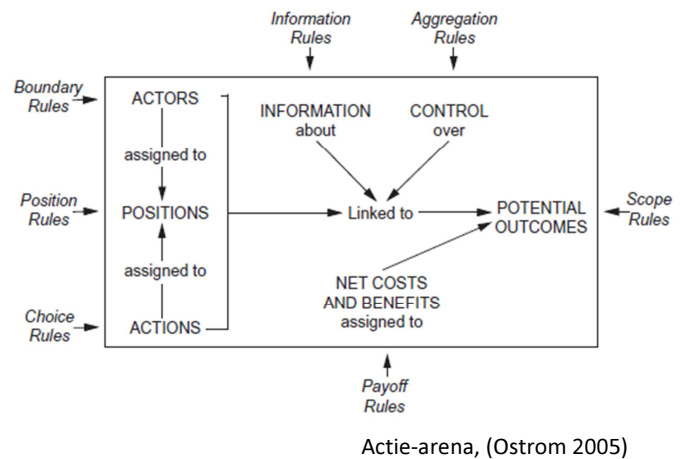 Information
Rules
Aggregation
Rules
Boundary
Rules
ACTORS
INFORMATION
about
CONTROL
over
assigned to
Position
Rules
POSITIONS
Linked to
POTENTIAL
OUTCOMES
Scope
Rules
assigned to
NET COSTS
AND BENEFITS
assigned to
Choice
Rules
ACTIONS
Payoff
Rules
Actie-arena, (Ostrom 2005)